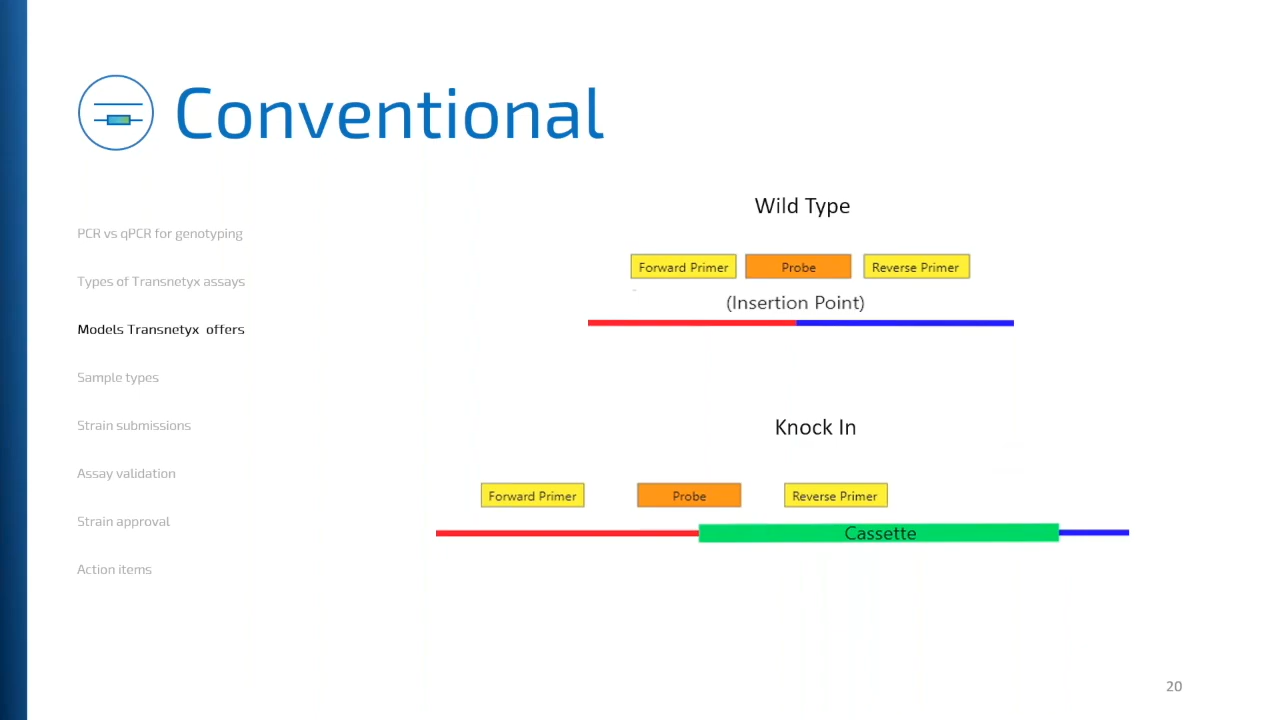 Conventional
PCR vs qPCR for genotyping
Types of Transnetyx assays
Models Transnetyx offers
Sample types
Strain submissions
Assay validation
Strain approval
Action items
Wild Type
Forward Primer Probe Reverse Primer
(Insertion Point)
Knock In
Forward Primer Probe Reverse Primer
Cassette
20